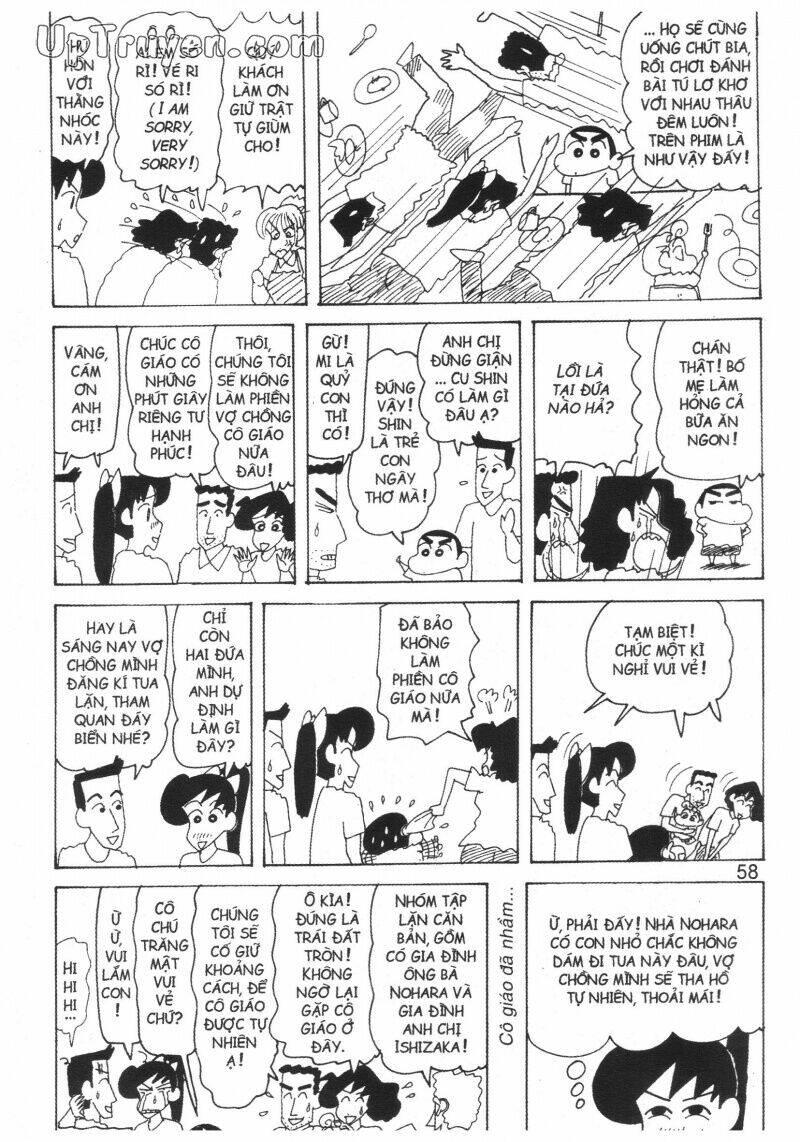 UpTruyen.com
... HỌ SẼ CÙNG
UỐNG CHÚT BIA,
RỒI CHƠI ĐÁNH
BÀI TÚ LƠ KHƠ
VỚI NHAU THÂU
ĐÊM LUÔN!
TRÊN PHIM LÀ
NHƯ VẬY ĐẤY!
KHÁCH
LÀM ƠN
GIỮ TRẬT
TỰ GIÙM
CHO!
RÌ! VÉ RI
SÓ RÌ!
(I AM
SORRY,
VERY
SORRY!)
HƠN
VỚI
THẰNG
NHÓC
NÀY!
CHÁN
THẬT! BỐ
MẸ LÀM
HỎNG CẢ
BỮA ĂN
NGON!
LỖI LÀ
TẠI ĐỨA
NÀO HẢ?
ANH CHỊ
ĐỪNG GIẬN
... CU SHIN
CÓ LÀM GÌ
ĐÂU Ạ?
ĐÚNG
VẬY! SHIN
LÀ TRẺ
CON
NGÂY
THƠ MÀ!
GỪ!
MI LÀ
QUỶ
CON
THÌ
CÓ!
THÔI,
CHÚNG TÔI
SẼ KHÔNG
LÀM PHIỀN
VỢ CHỒNG
CÔ GIÁO
NỮA
ĐÂU!
CHÚC CÔ
GIÁO CÓ
NHỮNG
PHÚT GIÂY
RIÊNG TƯ
HẠNH
PHÚC!
VÂNG,
CÁM
ƠN
ANH
CHỊ!
TẠM BIỆT!
CHÚC MỘT KÌ
NGHỈ VUI VẺ!
ĐÃ BẢO
KHÔNG
LÀM
PHIỀN CÔ
GIÁO NỮA
MÀ!
CHỈ
CÒN
HAI ĐỨA
MÌNH,
ANH DỰ
ĐỊNH
LÀM GÌ
ĐÂY?
HAY LÀ
SÁNG NAY VỢ
CHỒNG MÌNH
ĐĂNG KÍ TUA
LẶN, THAM
QUAN ĐÁY
BIỂN NHÉ?
58
Ừ, PHẢI ĐẤY! NHÀ NOHARA
CÓ CON NHỎ CHẮC KHÔNG
DÁM ĐI TUA NÀY ĐÂU, VỢ
CHỒNG MÌNH SẼ THA HỒ
TỰ NHIÊN, THOẢI MÁI!
Cô giáo đã nhầm...
NHÓM TẬP
LẶN CĂN
BẢN, GỒM
CÓ GIA ĐÌNH
ÔNG BÀ
NOHARA VÀ
GIA ĐÌNH
ANH CHỊ
ISHIZAKA!
Ô KÌA!
ĐÚNG LÀ
TRÁI ĐẤT
TRÒN!
KHÔNG
NGỜ LẠI
GẶP CÔ
GIÁO Ở
ĐÂY.
CHÚNG
TÔI SẼ
CỐ GIỮ
KHOẢNG
CÁCH, ĐỂ
CÔ GIÁO
ĐƯỢC TỰ
NHIÊN
Ạ!
CÔ
CHÚ
TRĂNG
MẬT
VUI
VẺ
CHỨ?
Ừ
Ừ, VUI
LẮM
CON!
HI
HI
HI
...